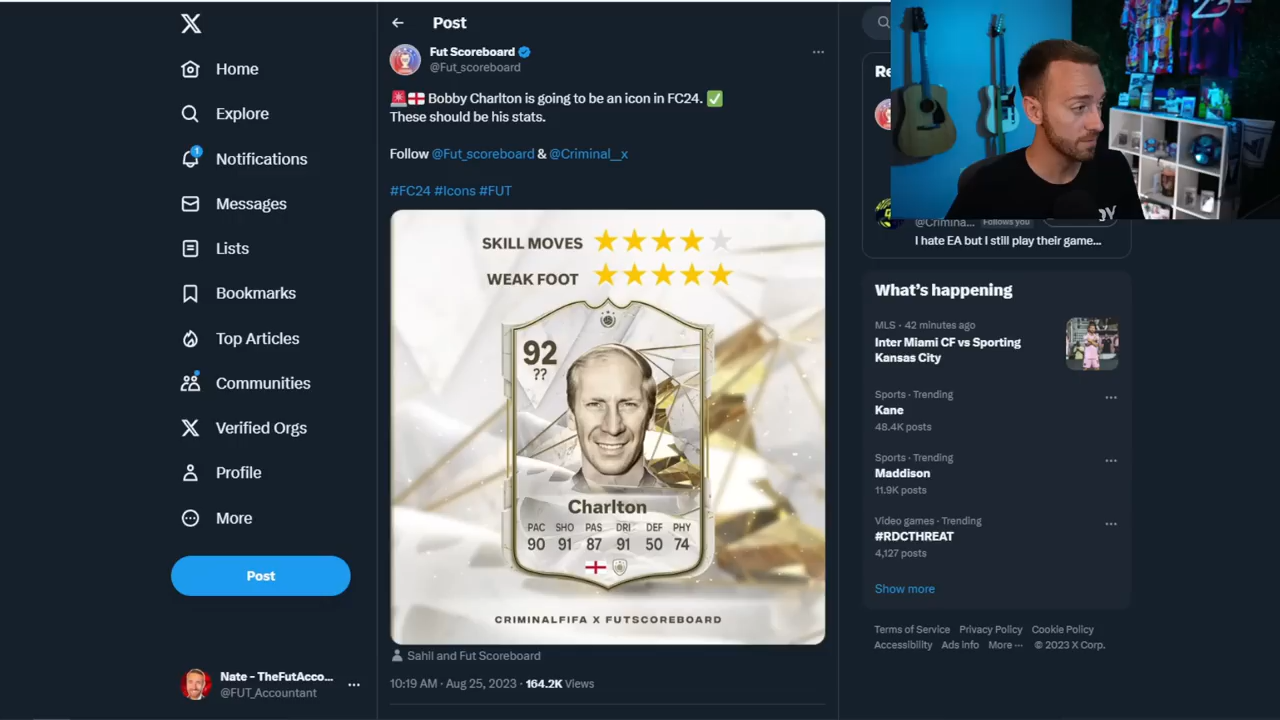 Post
Fut Scoreboard
@Fut_scoreboard
🚨🏴󠁧󠁢󠁥󠁮󠁧󠁿 Bobby Charlton is going to be an icon in FC24. ✅
These should be his stats.
Follow @Fut_scoreboard & @Criminal__x
#FC24 #Icons #FUT
SKILL MOVES
WEAK FOOT
92
??
Charlton
PAC SHO PAS DRI DEF PHY
90 91 87 91 50 74
CRIMINALFIFA X FUTSCOREBOARD
Sahil and Fut Scoreboard
10:19 AM · Aug 25, 2023 · 164.2K Views
Home
Explore
1
Notifications
Messages
Lists
Bookmarks
Top Articles
Communities
Verified Orgs
Profile
More
Post
Nate - TheFutAcco...
@FUT_Accountant
Re
@Crimina... Follows you
I hate EA but I still play their game...
What's happening
MLS · 42 minutes ago
Inter Miami CF vs Sporting
Kansas City
Sports · Trending
Kane
48.4K posts
Sports · Trending
Maddison
11.9K posts
Video games · Trending
#RDCTHREAT
4,127 posts
Show more
Terms of Service Privacy Policy Cookie Policy
Accessibility Ads info More ··· © 2023 X Corp.